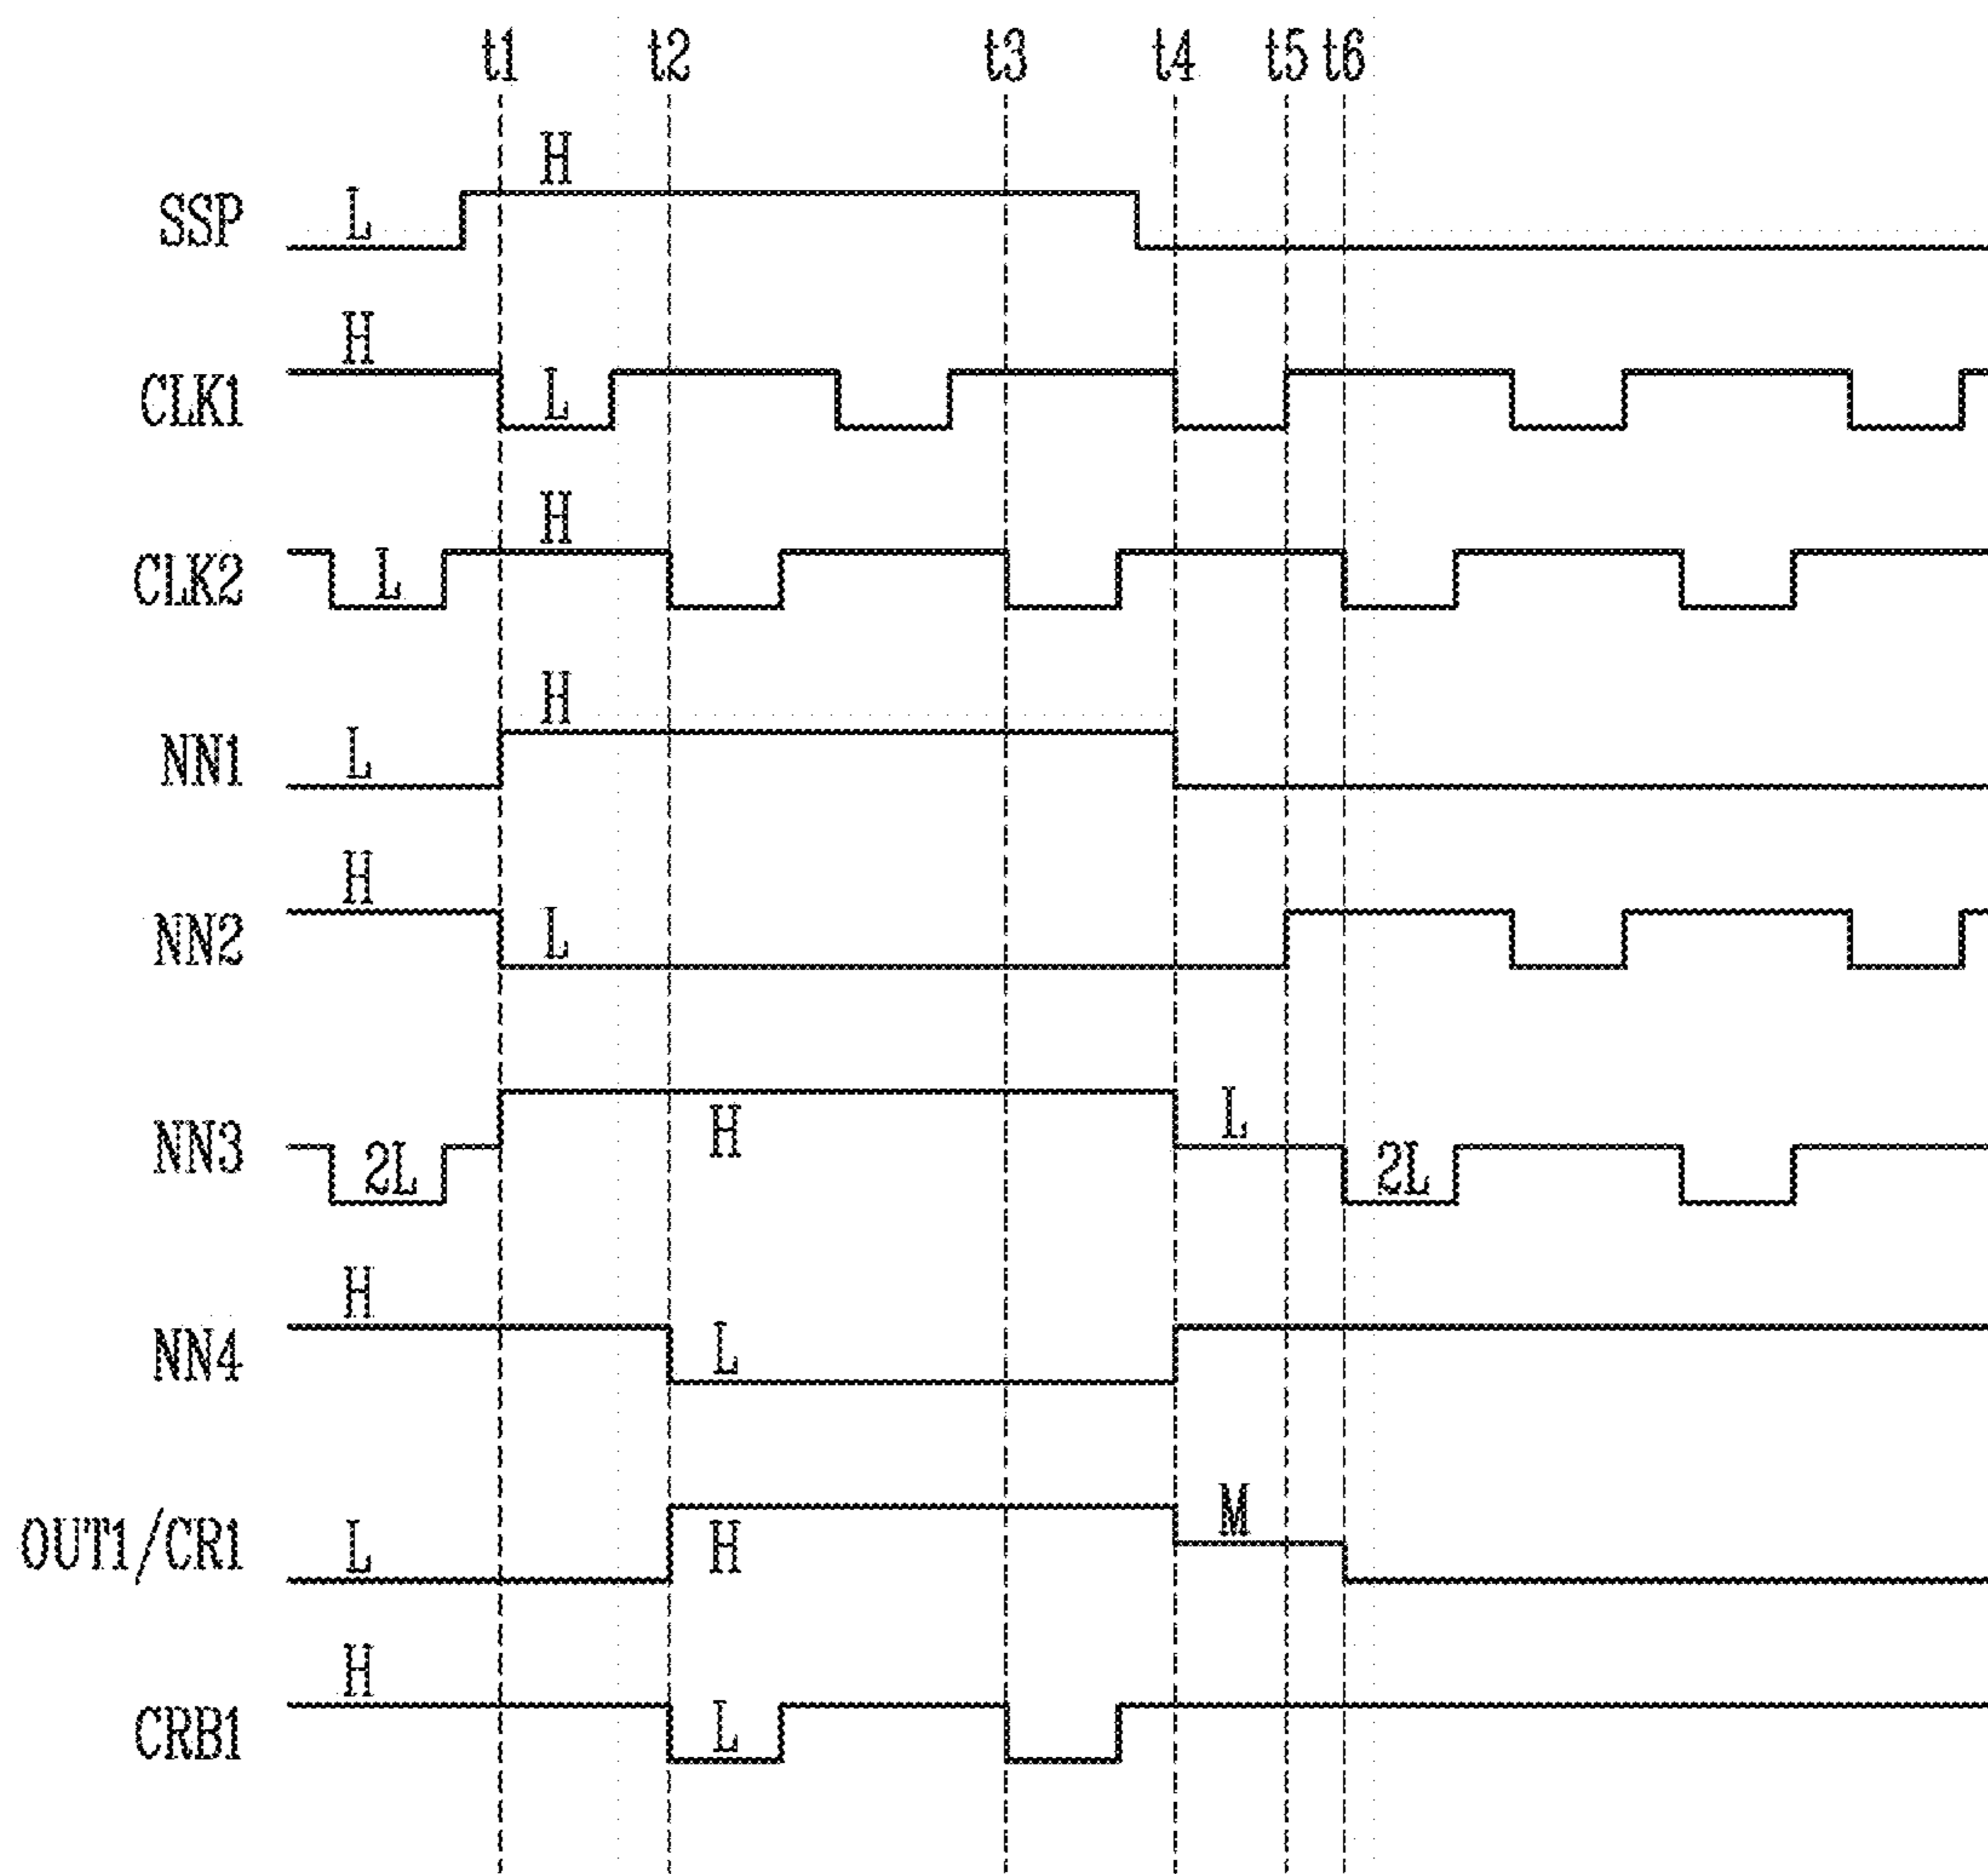 t1 t2 t3 t4 t5 t6
H
SSP L
H
CLK1 L
H
CLK2 L
H
NN1 L
H
NN2 L
L
NN3 2L H 2L
H
NN4 L
M
OUT1/CR1 L H
H
CRB1 L